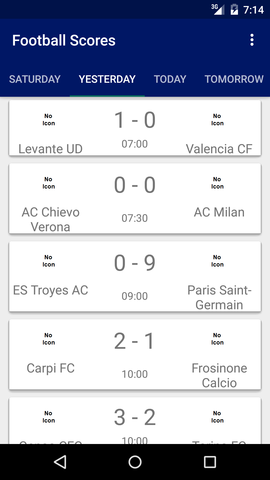 3G 7:14
Football Scores
SATURDAY YESTERDAY TODAY TOMORROW
No Icon 1 - 0 No Icon
Levante UD 07:00 Valencia CF
No Icon 0 - 0 No Icon
AC Chievo Verona 07:30 AC Milan
No Icon 0 - 9 No Icon
ES Troyes AC 09:00 Paris Saint-Germain
No Icon 2 - 1 No Icon
Carpi FC 10:00 Frosinone Calcio
No Icon 3 - 2 No Icon
10:00